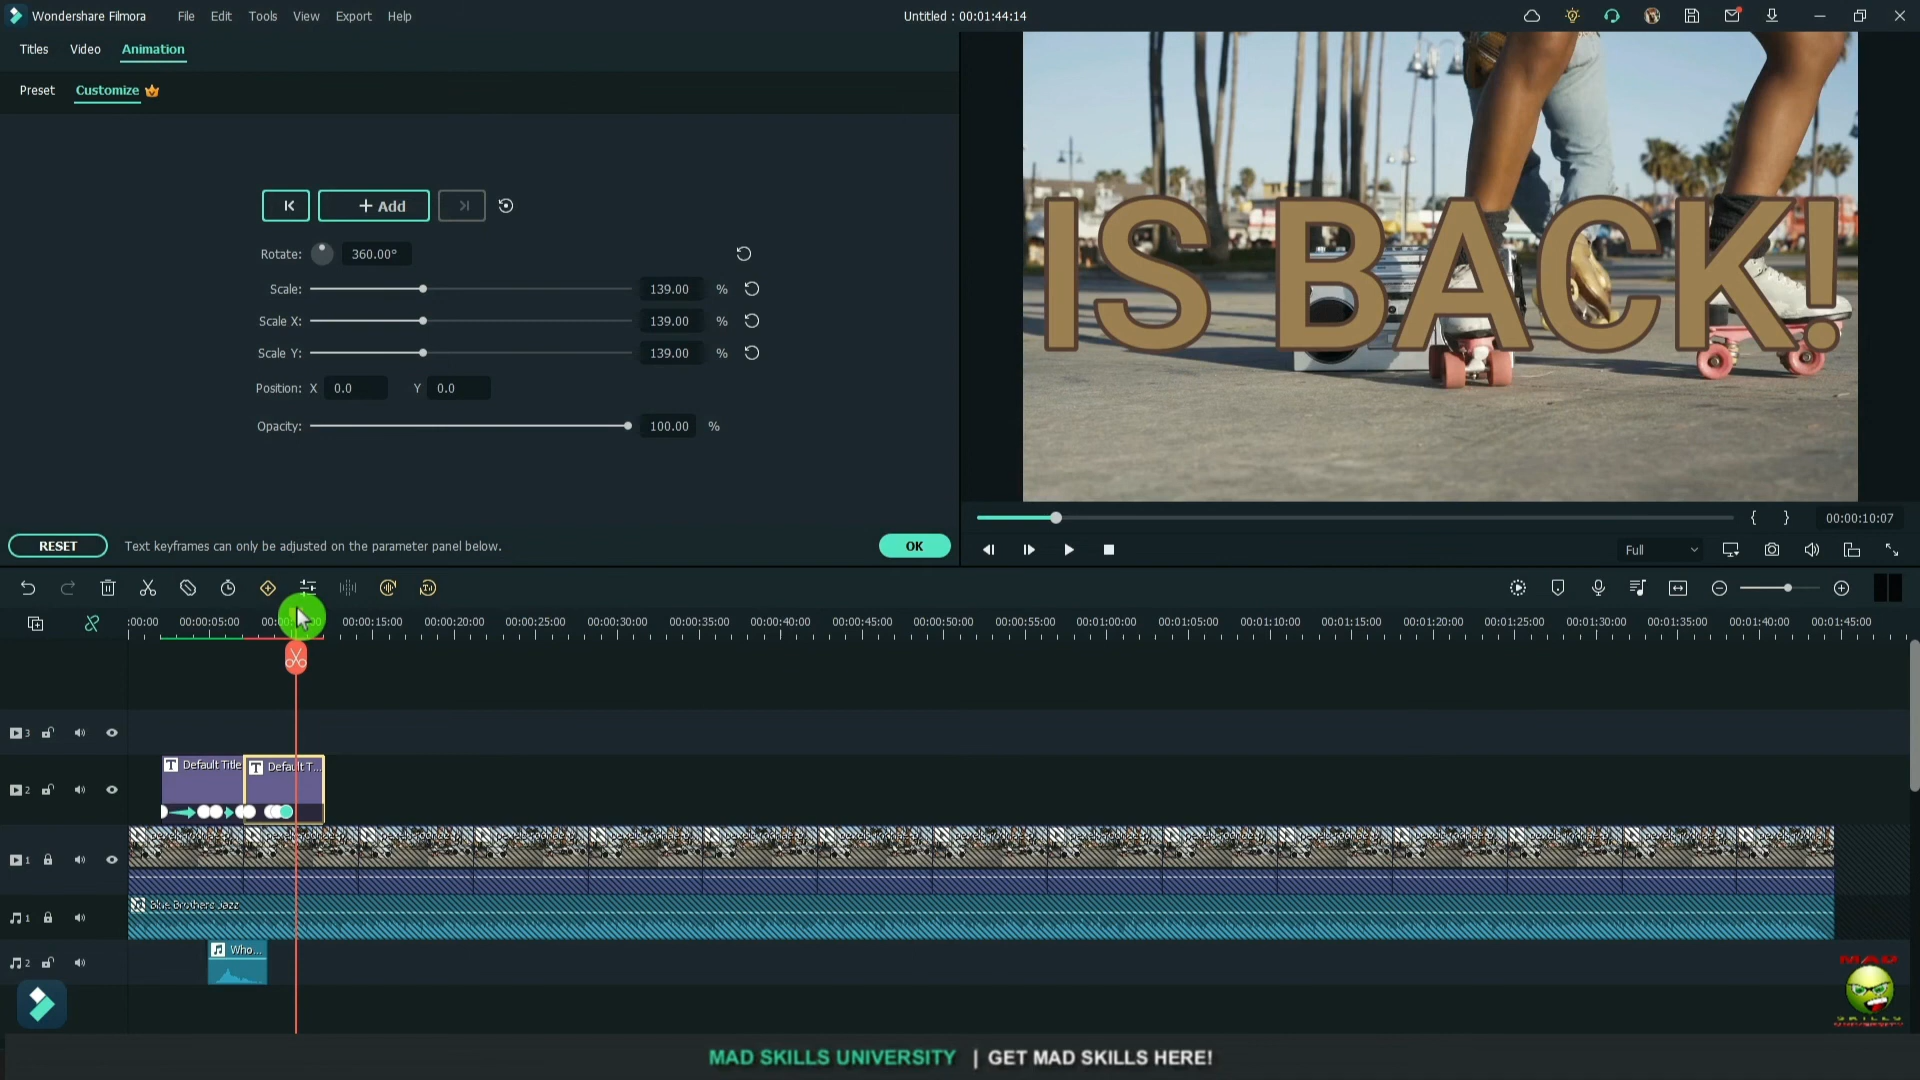 Wondershare Filmora File Edit Tools View Export Help Untitled : 00:01:44:14
Titles Video Animation
Preset Customize
+ Add
Rotate: 360.00°
Scale: 139.00 %
Scale X: 139.00 %
Scale Y: 139.00 %
Position: X 0.0 Y 0.0
Opacity: 100.00 %
RESET Text keyframes can only be adjusted on the parameter panel below. OK
IS BACK!
{ } 00:00:10:07
Full
:00:00 00:00:05:00 00:00:15:00 00:00:20:00 00:00:25:00 00:00:30:00 00:00:35:00 00:00:40:00 00:00:45:00 00:00:50:00 00:00:55:00 00:01:00:00 00:01:05:00 00:01:10:00 00:01:15:00 00:01:20:00 00:01:25:00 00:01:30:00 00:01:35:00 00:01:40:00 00:01:45:00
3
2 T Default Title T Default T...
1
1 Blue Brothers Jazz
2 Who...
MAD
SKILLS
MAD SKILLS UNIVERSITY | GET MAD SKILLS HERE!